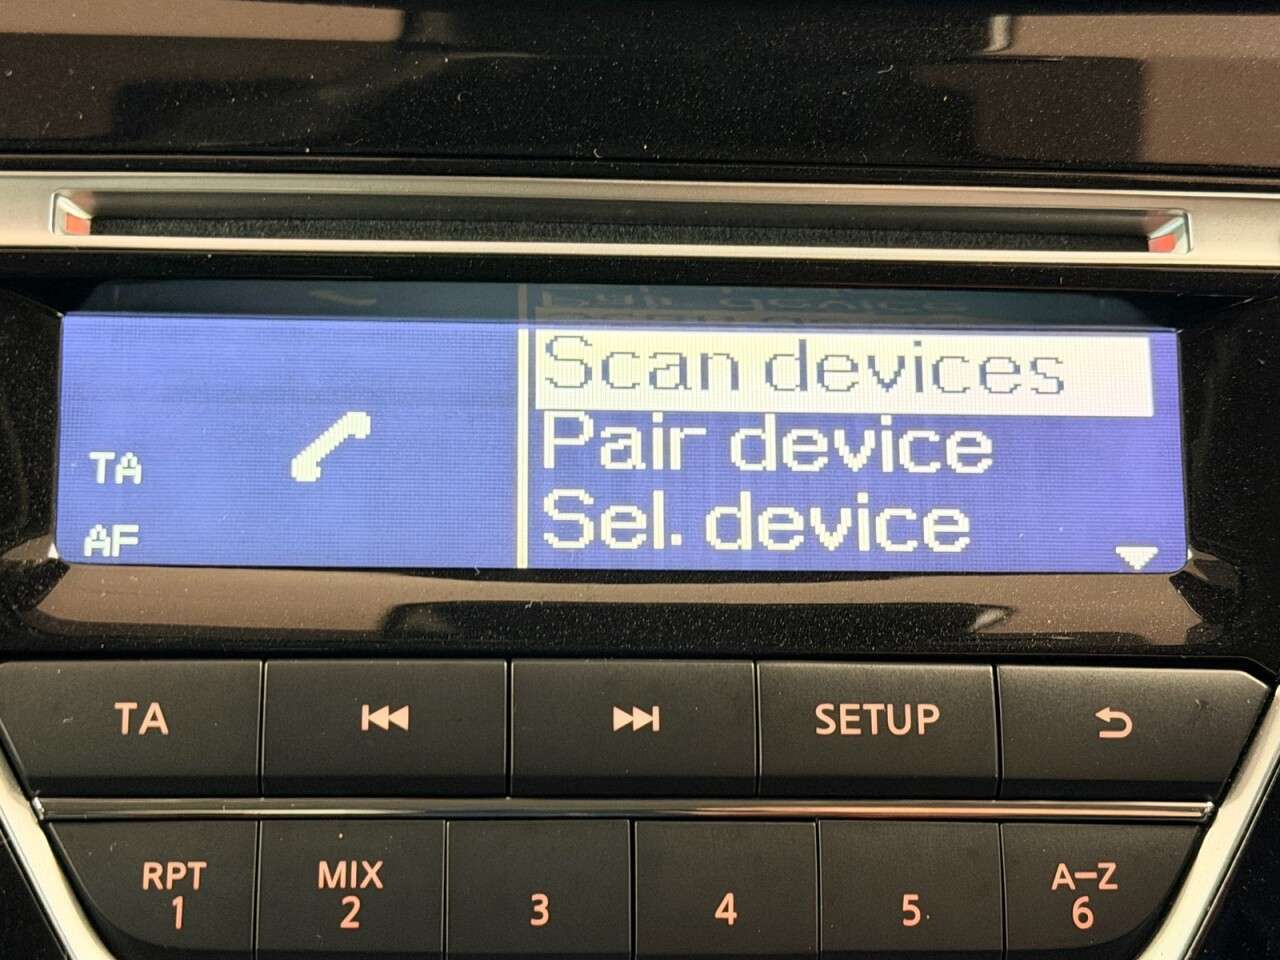 Scan devices
Pair device
Sel. device
TA
AF
TA
SETUP
RPT
1
MIX
2
3
4
5
A-Z
6